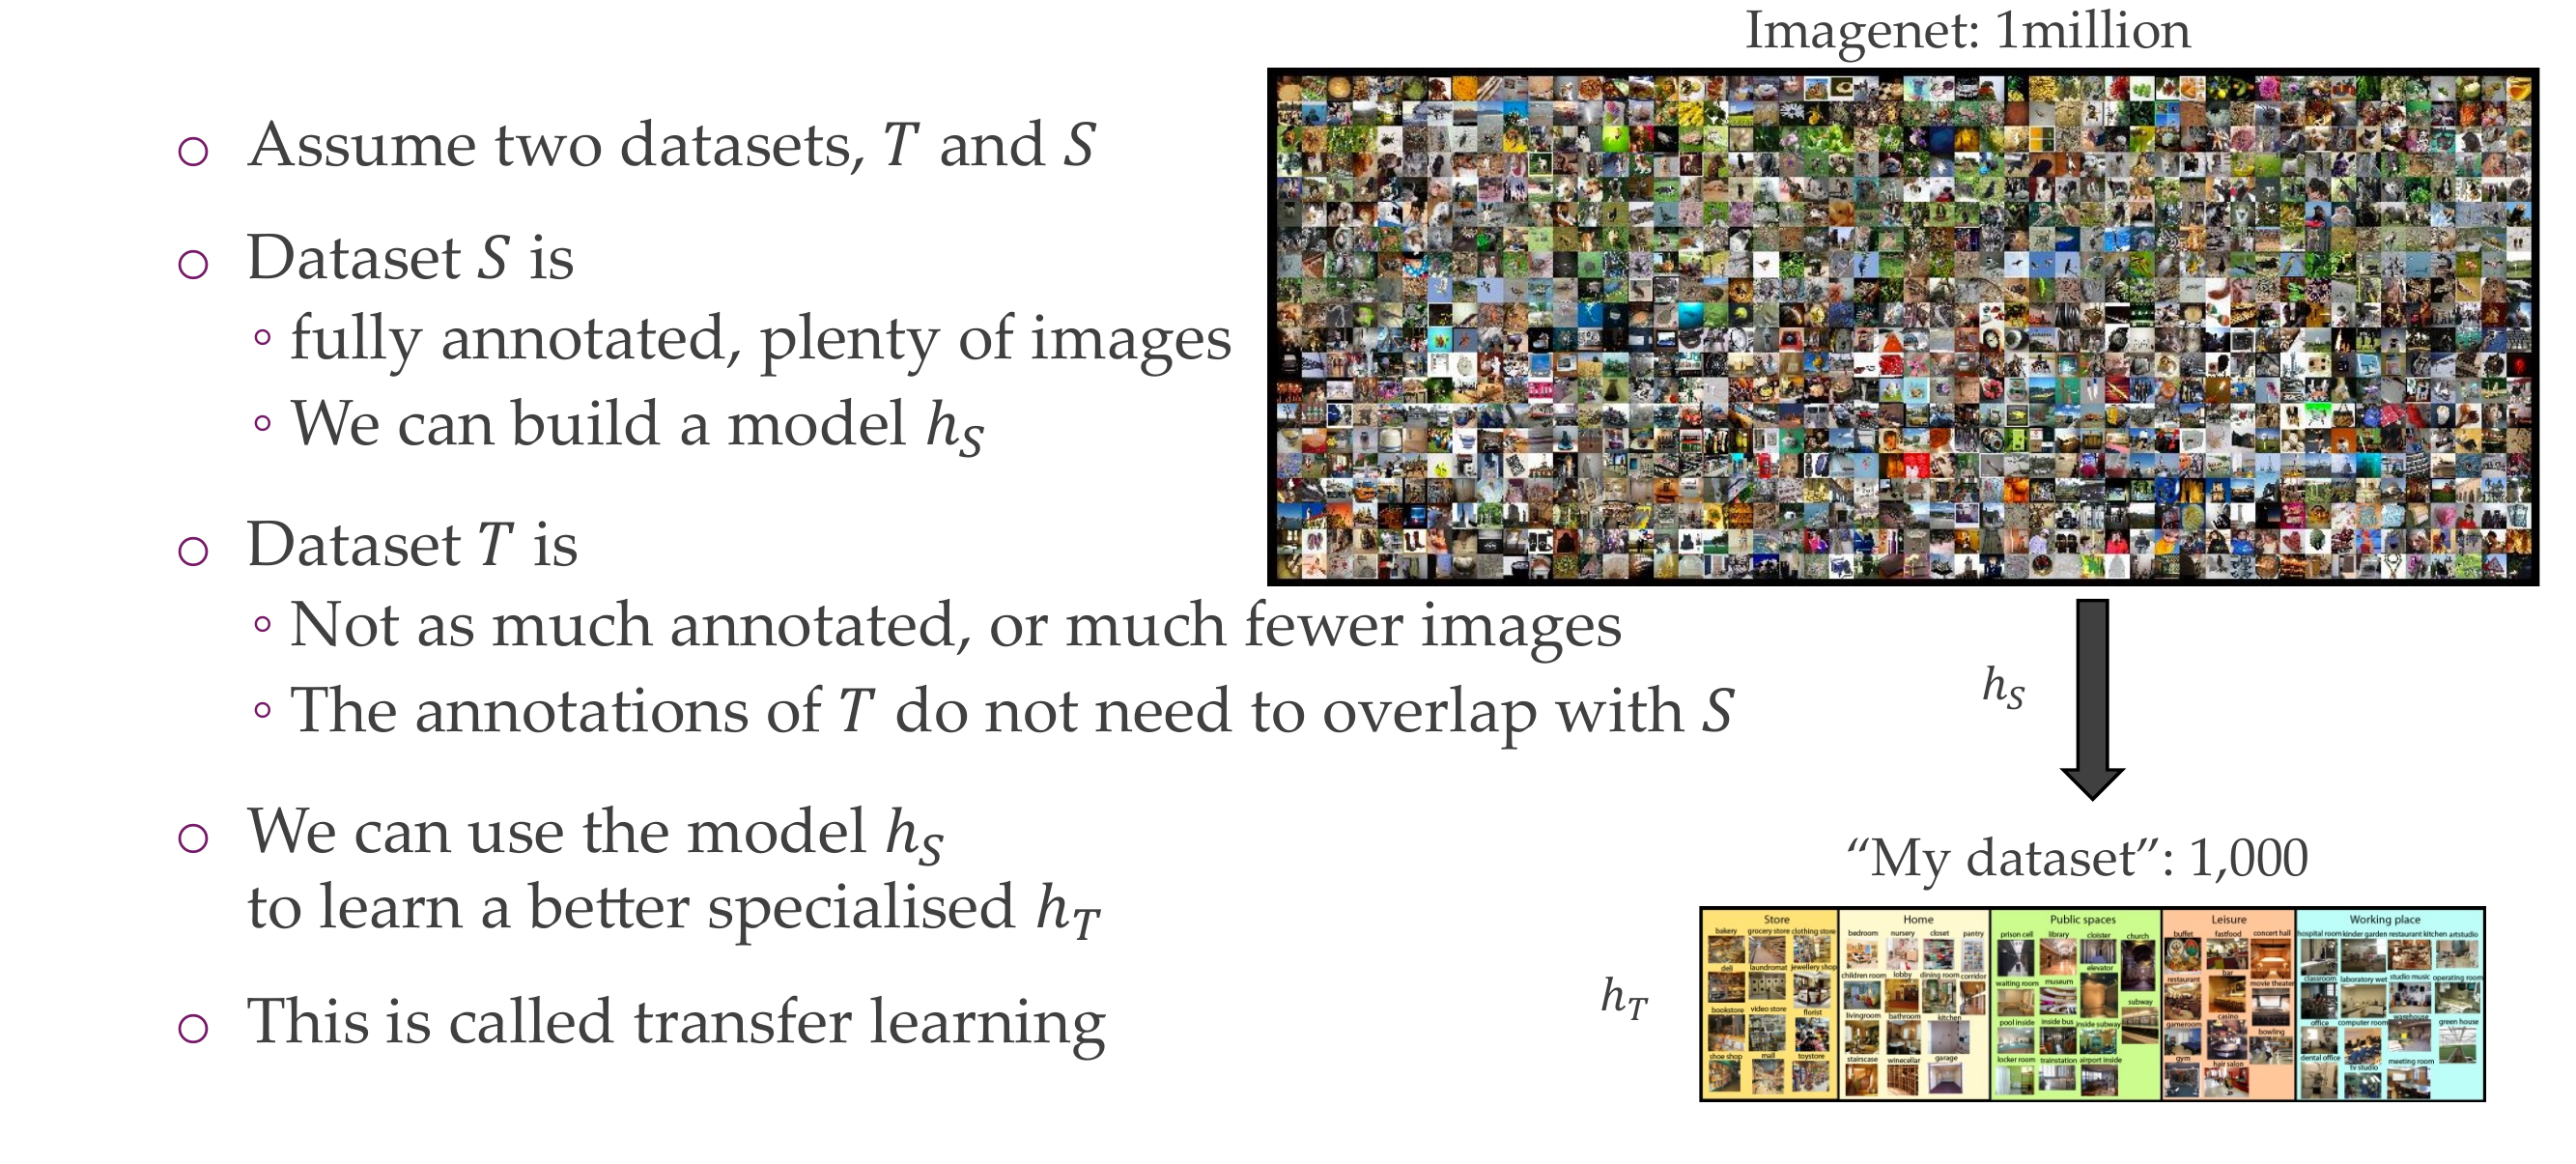 Imagenet: 1million
○ Assume two datasets, T and S
○ Dataset S is
◦ fully annotated, plenty of images
◦ We can build a model h_S
○ Dataset T is
◦ Not as much annotated, or much fewer images
◦ The annotations of T do not need to overlap with S
○ We can use the model h_S
to learn a better specialised h_T
○ This is called transfer learning
h_S
“My dataset”: 1,000
h_T
Store
bakery grocery store clothing store
deli laundromat jewellery shop
bookstore video store florist
shoe shop mall toystore
Home
bedroom nursery closet pantry
children room lobby dining room corridor
livingroom bathroom kitchen
stairscase winecellar garage
Public spaces
prison cell library cloister church
elevator
waiting room museum
subway
pool inside inside bus inside subway
locker room trainstation airport inside
Leisure
buffet fastfood concert hall
bar
restaurant movie theater
casino
gameroom bowling
gym hair salon
Working place
hospital room kinder garden restaurant kitchen artstudio
classroom laboratory wet studio music operating room
warehouse
office computer room green house
dental office meeting room
tv studio